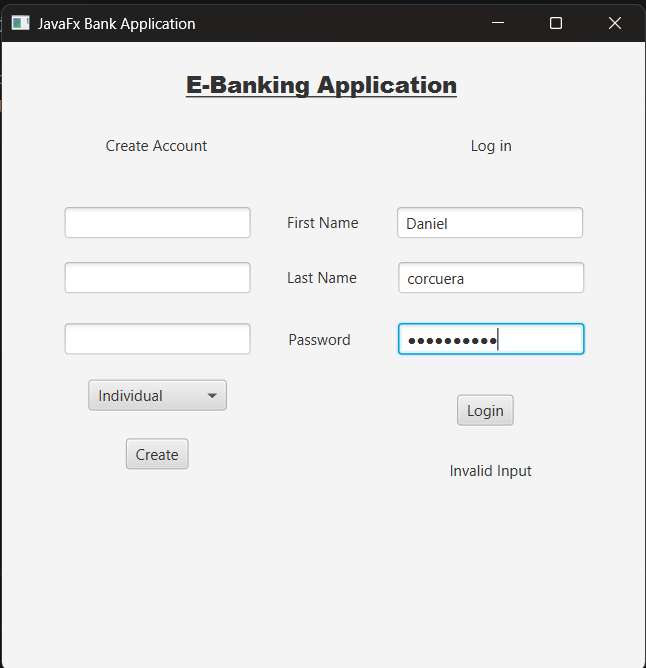 JavaFx Bank Application
E-Banking Application
Create Account Log in
First Name Daniel
Last Name corcuera
Password ••••••••••
Individual
Login
Create
Invalid Input